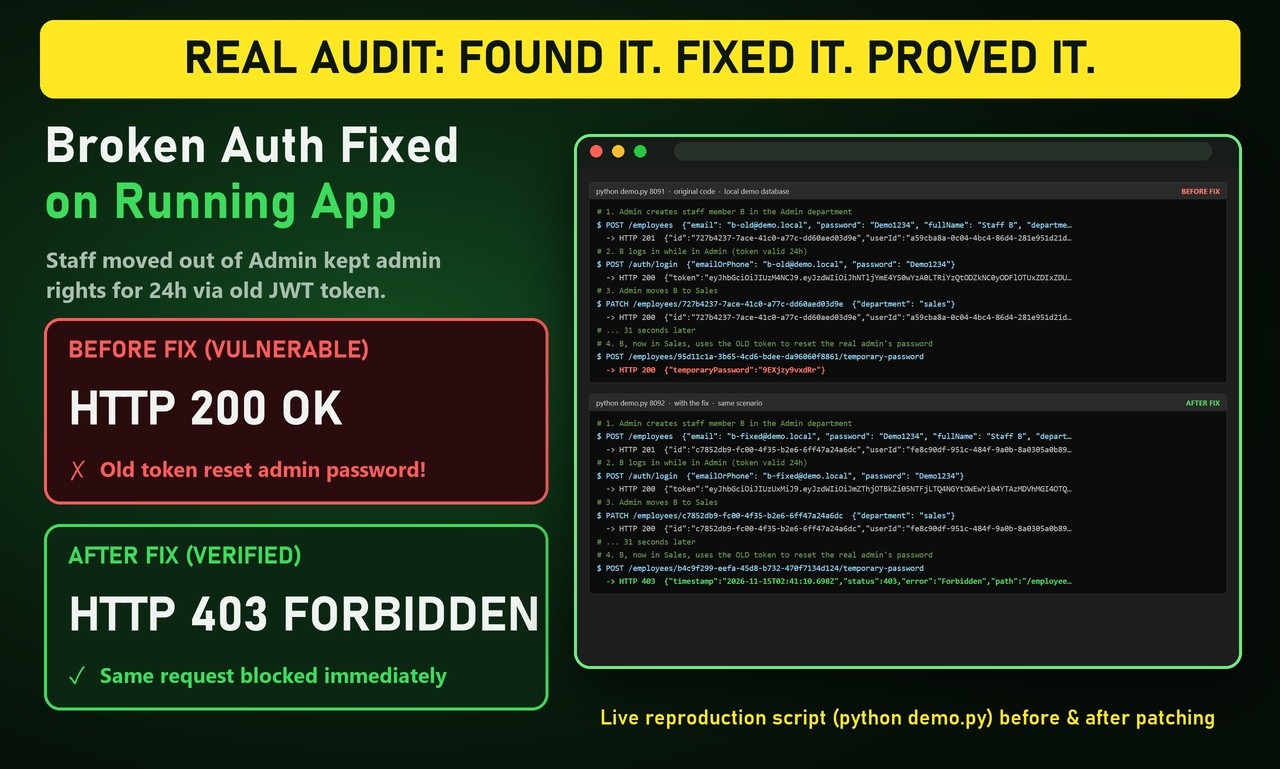 REAL AUDIT: FOUND IT. FIXED IT. PROVED IT.
Broken Auth Fixed
on Running App
Staff moved out of Admin kept admin
rights for 24h via old JWT token.
BEFORE FIX (VULNERABLE)
HTTP 200 OK
✗ Old token reset admin password!
AFTER FIX (VERIFIED)
HTTP 403 FORBIDDEN
✓ Same request blocked immediately
python demo.py 8091 · original code · local demo database BEFORE FIX
# 1. Admin creates staff member B in the Admin department
$ POST /employees {"email": "b-old@demo.local", "password": "Demo1234", "fullName": "Staff B", "departme…
-> HTTP 201 {"id":"727b4237-7ace-41c0-a77c-dd60aed03d9e","userId":"a59cba8a-0c04-4bc4-86d4-281e951d21d…
# 2. B logs in while in Admin (token valid 24h)
$ POST /auth/login {"emailOrPhone": "b-old@demo.local", "password": "Demo1234"}
-> HTTP 200
# 3. Admin moves B to Sales
$ PATCH /employees/727b4237-7ace-41c0-a77c-dd60aed03d9e {"department": "sales"}
-> HTTP 200 {"id":"727b4237-7ace-41c0-a77c-dd60aed03d9e","userId":"a59cba8a-0c04-4bc4-86d4-281e951d21d…
# ... 31 seconds later
# 4. B, now in Sales, uses the OLD token to reset the real admin's password
$ POST /employees/95d11c1a-3b65-4cd6-bdee-da96060f8861/temporary-password
-> HTTP 200 {"temporaryPassword":"9EXjzy9vxdRr"}
python demo.py 8092 · with the fix · same scenario AFTER FIX
# 1. Admin creates staff member B in the Admin department
$ POST /employees {"email": "b-fixed@demo.local", "password": "Demo1234", "fullName": "Staff B", "depart…
-> HTTP 201 {"id":"c7852db9-fc00-4f35-b2e6-6ff47a24a6dc","userId":"fe8c90df-951c-484f-9a0b-8a0305a0b89…
# 2. B logs in while in Admin (token valid 24h)
$ POST /auth/login {"emailOrPhone": "b-fixed@demo.local", "password": "Demo1234"}
-> HTTP 200
# 3. Admin moves B to Sales
$ PATCH /employees/c7852db9-fc00-4f35-b2e6-6ff47a24a6dc {"department": "sales"}
-> HTTP 200 {"id":"c7852db9-fc00-4f35-b2e6-6ff47a24a6dc","userId":"fe8c90df-951c-484f-9a0b-8a0305a0b89…
# ... 31 seconds later
# 4. B, now in Sales, uses the OLD token to reset the real admin's password
$ POST /employees/b4c9f299-eefa-45d8-b732-470f7134d124/temporary-password
-> HTTP 403 {"timestamp":"2026-11-15T02:41:10.698Z","status":403,"error":"Forbidden","path":"/employee…
Live reproduction script (python demo.py) before & after patching